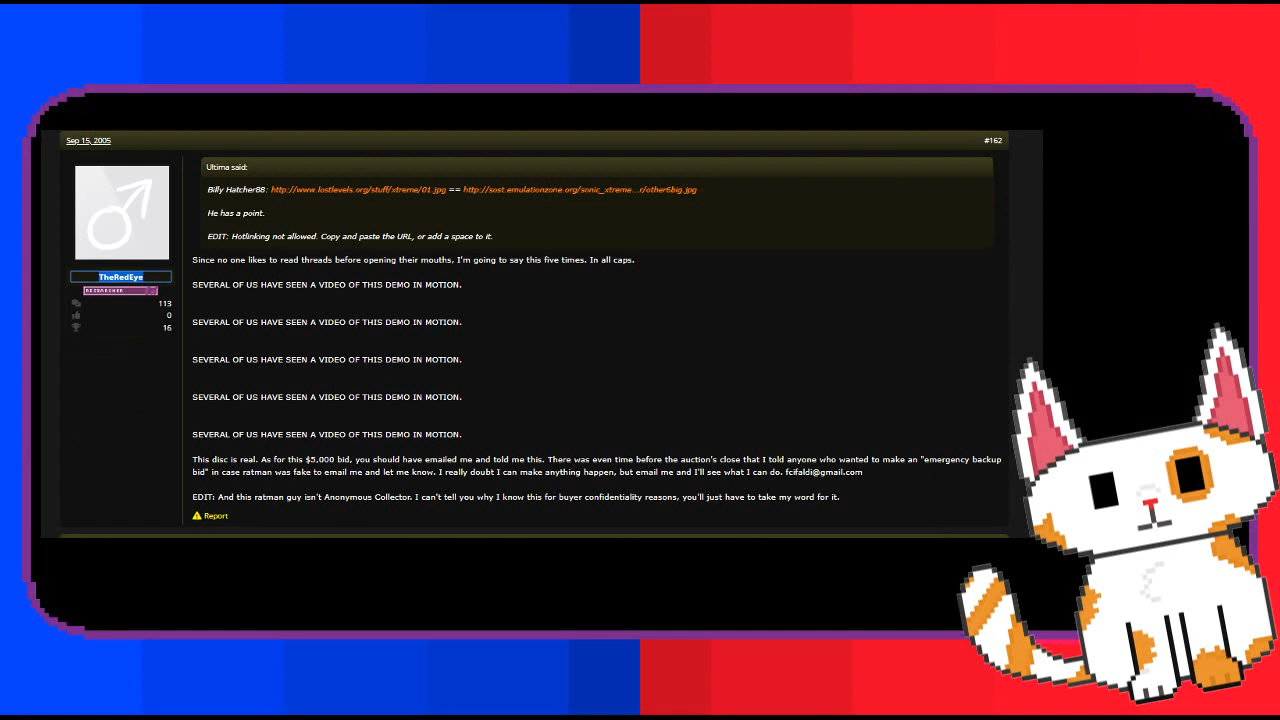 Sep 15, 2005
#162
Ultima said:
Billy Hatcher88: http://www.lostlevels.org/stuff/xtreme/01.jpg == http://sost.emulationzone.org/sonic_xtreme...r/other6big.jpg
He has a point.
EDIT: Hotlinking not allowed. Copy and paste the URL, or add a space to it.
TheRedEye
RESEARCHER
113
0
16
Since no one likes to read threads before opening their mouths, I'm going to say this five times. In all caps.
SEVERAL OF US HAVE SEEN A VIDEO OF THIS DEMO IN MOTION.
SEVERAL OF US HAVE SEEN A VIDEO OF THIS DEMO IN MOTION.
SEVERAL OF US HAVE SEEN A VIDEO OF THIS DEMO IN MOTION.
SEVERAL OF US HAVE SEEN A VIDEO OF THIS DEMO IN MOTION.
SEVERAL OF US HAVE SEEN A VIDEO OF THIS DEMO IN MOTION.
This disc is real. As for this $5,000 bid, you should have emailed me and told me this. There was even time before the auction's close that I told anyone who wanted to make an "emergency backup
bid" in case ratman was fake to email me and let me know. I really doubt I can make anything happen, but email me and I'll see what I can do. fcifaldi@gmail.com
EDIT: And this ratman guy isn't Anonymous Collector. I can't tell you why I know this for buyer confidentiality reasons, you'll just have to take my word for it.
Report